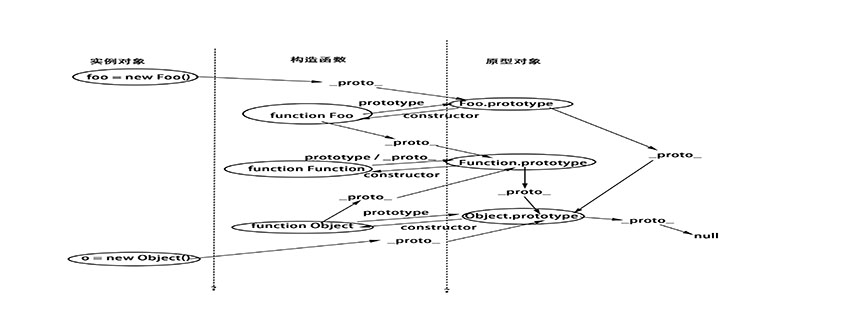 实例对象
构造函数
原型对象
foo = new Foo()
_proto_
prototype
Foo.prototype
function Foo
constructor
_proto_
_proto_
prototype / _proto_
Function.prototype
function Function
constructor
_proto_
_proto_
prototype
Object.prototype
_proto_
function Object
constructor
null
_proto_
o = new Object()